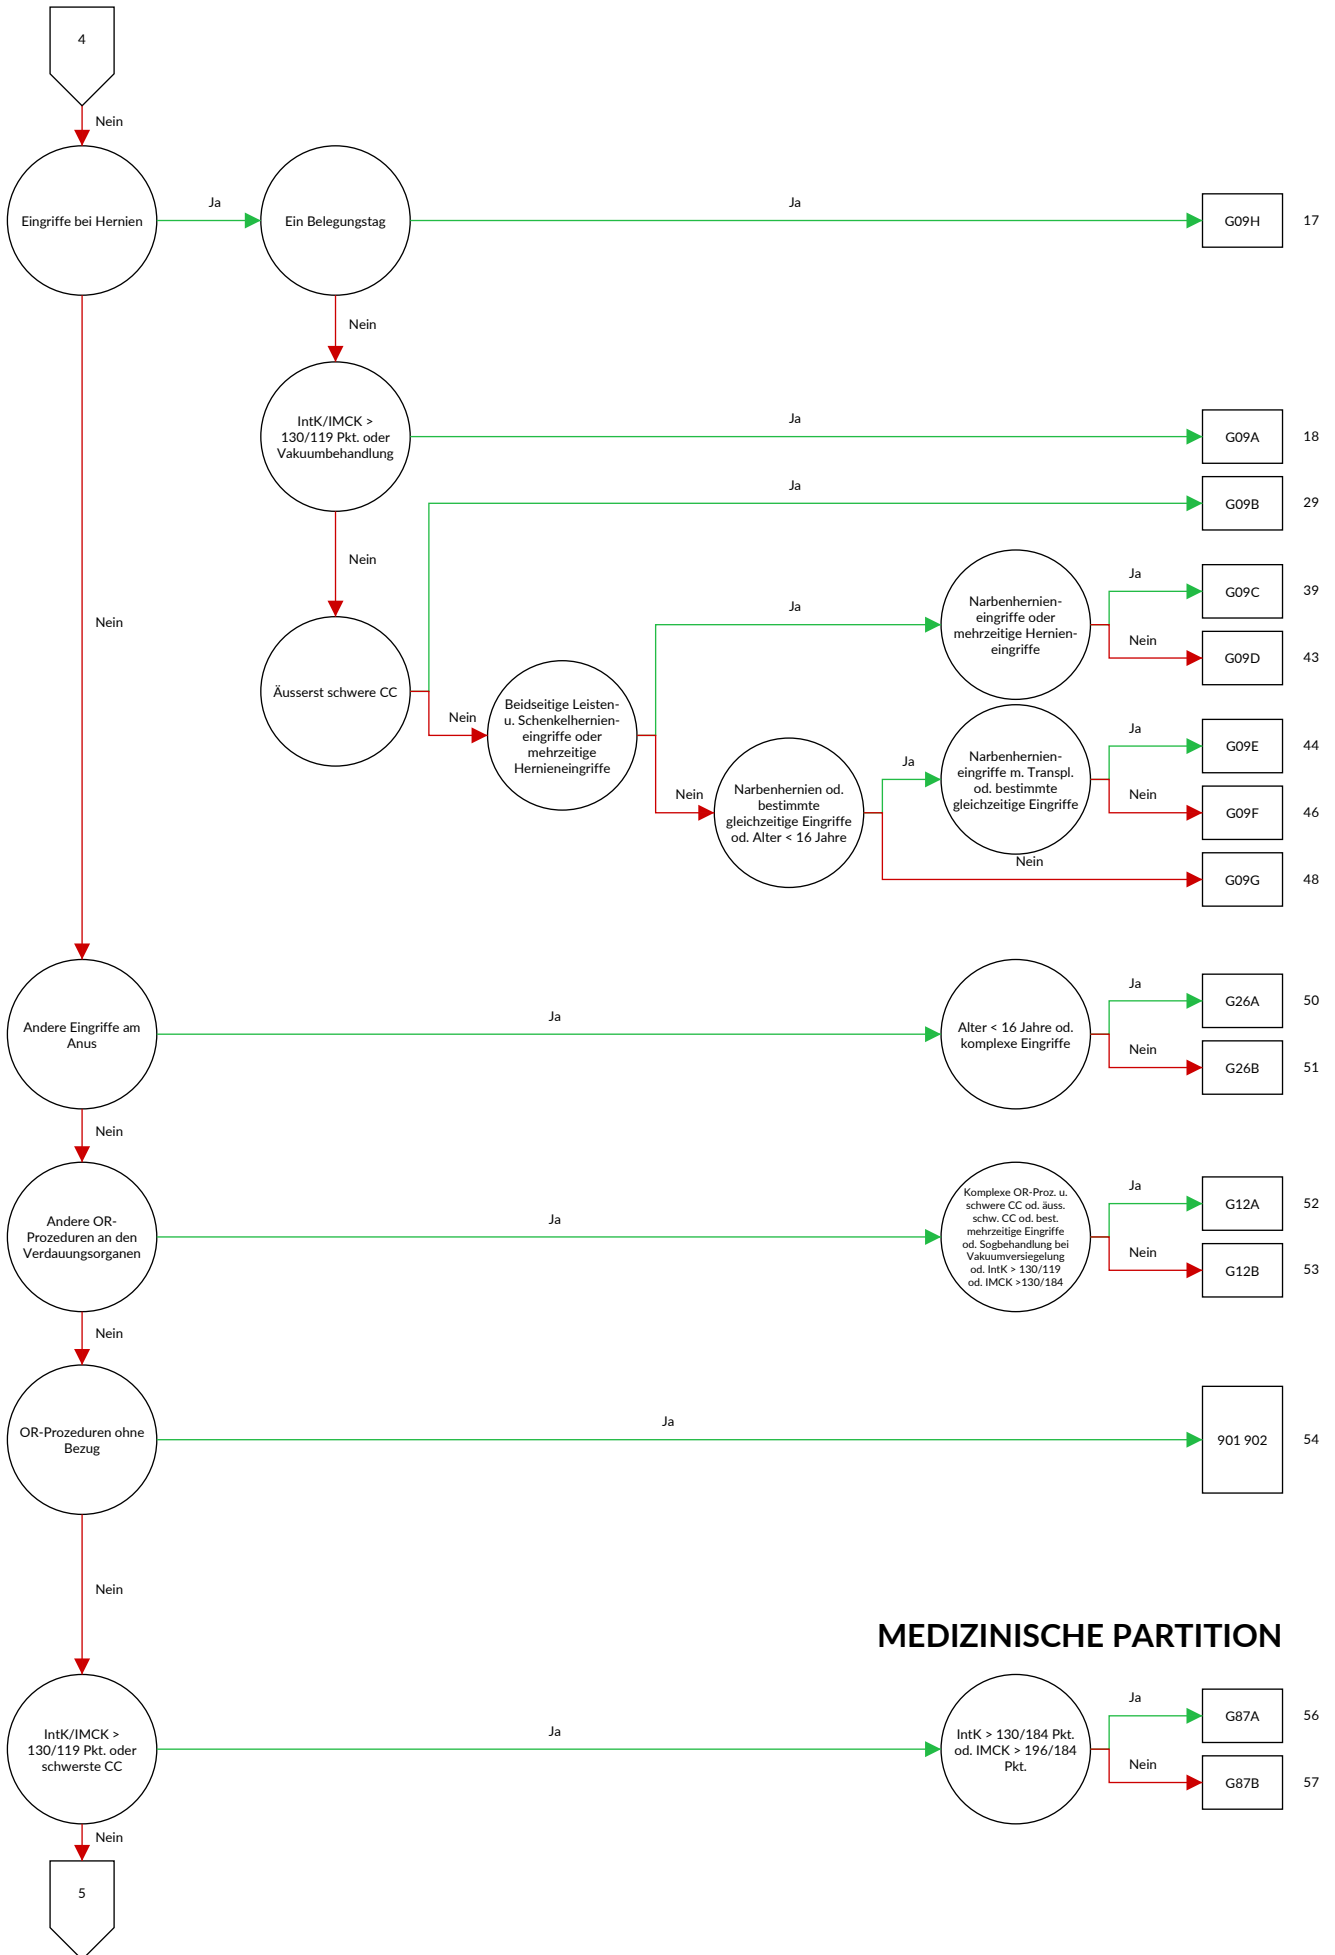 4
Nein
Eingriffe bei Hernien
Ja
Ein Belegungstag
Ja
G09H
17
Nein
IntK/IMCK >
130/119 Pkt. oder
Vakuumbehandlung
Ja
G09A
18
Ja
G09B
29
Nein
Nein
Äusserst schwere CC
Nein
Beidseitige Leisten-
u. Schenkelhernien-
eingriffe oder
mehrzeitige
Hernieneingriffe
Ja
Narbenhernien-
eingriffe oder
mehrzeitige Hernien-
eingriffe
Ja
G09C
39
Nein
G09D
43
Nein
Narbenhernien od.
bestimmte
gleichzeitige Eingriffe
od. Alter < 16 Jahre
Ja
Narbenhernien-
eingriffe m. Transpl.
od. bestimmte
gleichzeitige Eingriffe
Ja
G09E
44
Nein
G09F
46
Nein
G09G
48
Andere Eingriffe am
Anus
Ja
Alter < 16 Jahre od.
komplexe Eingriffe
Ja
G26A
50
Nein
G26B
51
Nein
Andere OR-
Prozeduren an den
Verdauungsorganen
Ja
Komplexe OR-Proz. u.
schwere CC od. äuss.
schw. CC od. best.
mehrzeitige Eingriffe
od. Sogbehandlung bei
Vakuumversiegelung
od. IntK > 130/119
od. IMCK >130/184
Ja
G12A
52
Nein
G12B
53
Nein
OR-Prozeduren ohne
Bezug
Ja
901 902
54
Nein
MEDIZINISCHE PARTITION
IntK/IMCK >
130/119 Pkt. oder
schwerste CC
Ja
IntK > 130/184 Pkt.
od. IMCK > 196/184
Pkt.
Ja
G87A
56
Nein
G87B
57
Nein
5